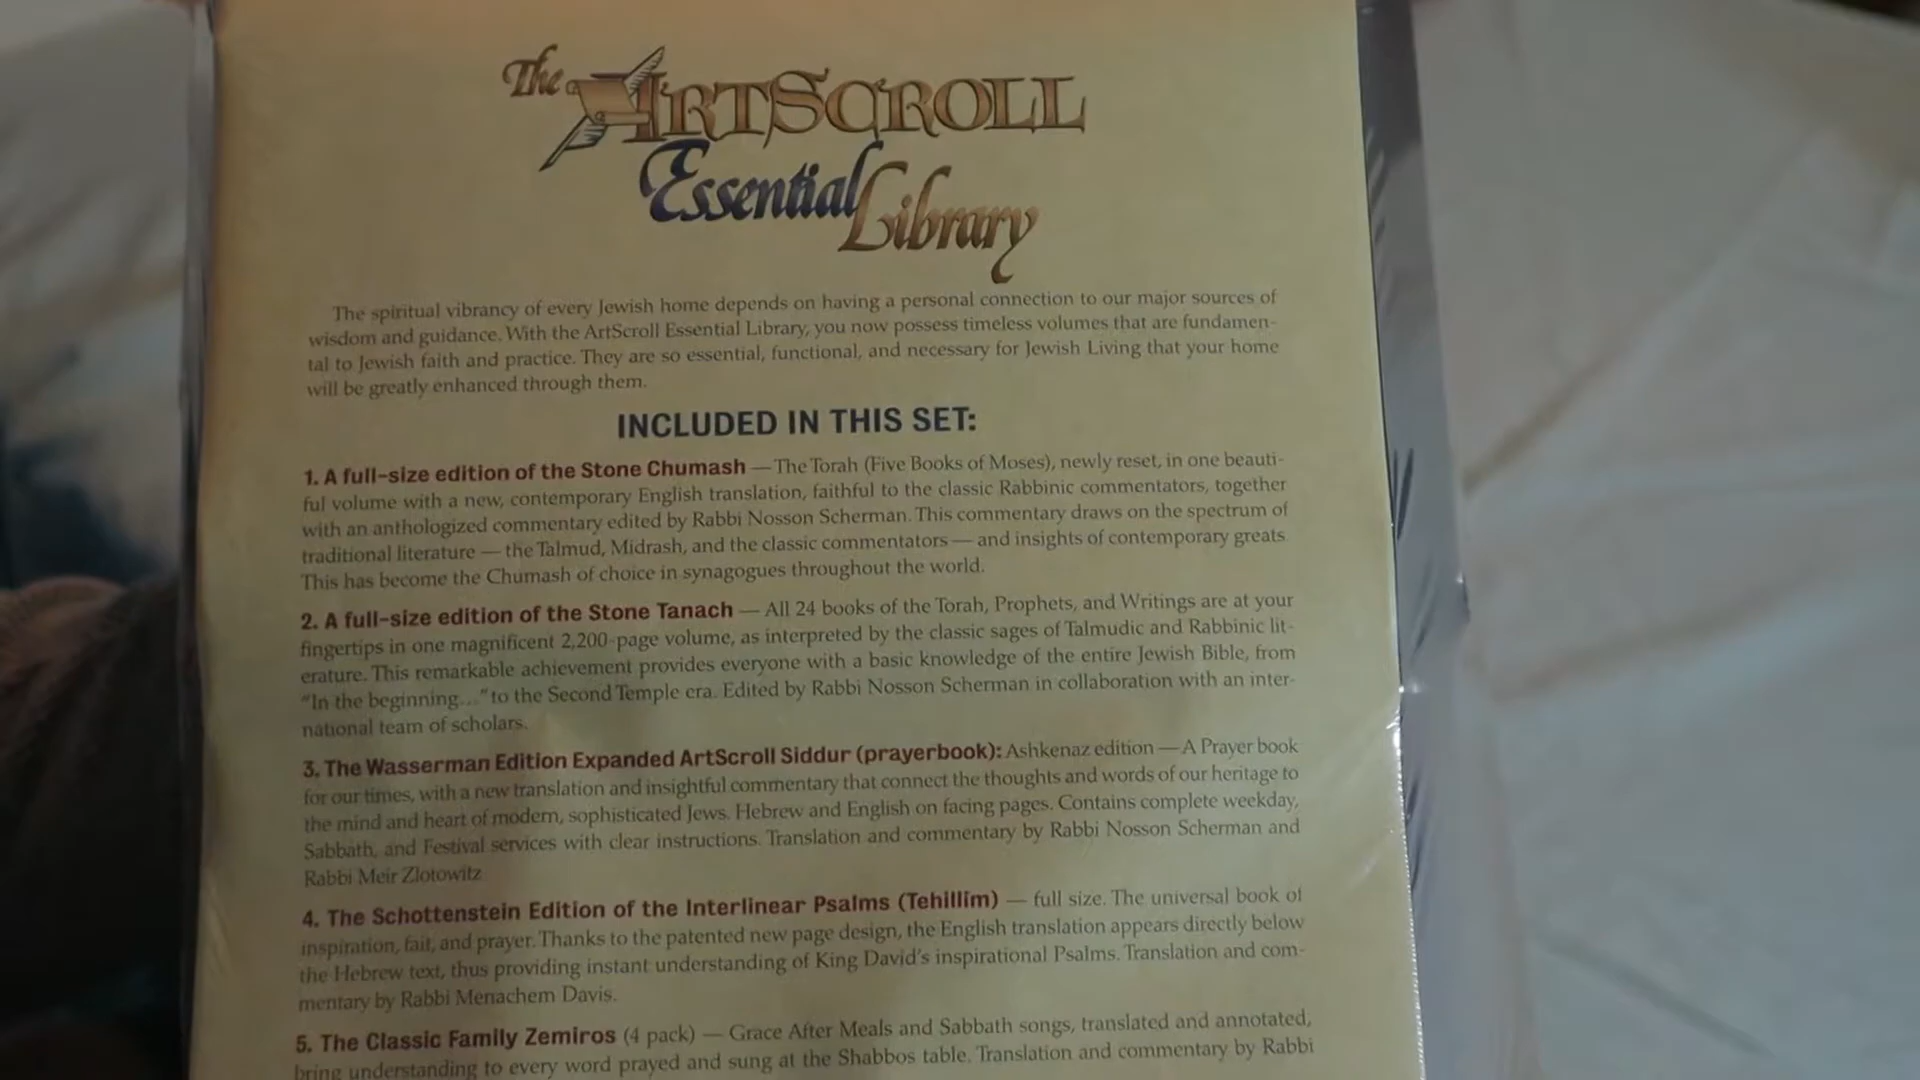 The ArtScroll
Essential Library
The spiritual vibrancy of every Jewish home depends on having a personal connection to our major sources of
wisdom and guidance. With the ArtScroll Essential Library, you now possess timeless volumes that are fundamen-
tal to Jewish faith and practice. They are so essential, functional, and necessary for Jewish Living that your home
will be greatly enhanced through them.
INCLUDED IN THIS SET:
1. A full-size edition of the Stone Chumash — The Torah (Five Books of Moses), newly reset, in one beauti-
ful volume with a new, contemporary English translation, faithful to the classic Rabbinic commentators, together
with an anthologized commentary edited by Rabbi Nosson Scherman. This commentary draws on the spectrum of
traditional literature — the Talmud, Midrash, and the classic commentators — and insights of contemporary greats
This has become the Chumash of choice in synagogues throughout the world.
2. A full-size edition of the Stone Tanach — All 24 books of the Torah, Prophets, and Writings are at your
fingertips in one magnificent 2,200-page volume, as interpreted by the classic sages of Talmudic and Rabbinic lit-
erature. This remarkable achievement provides everyone with a basic knowledge of the entire Jewish Bible, from
"In the beginning..." to the Second Temple era. Edited by Rabbi Nosson Scherman in collaboration with an inter-
national team of scholars.
3. The Wasserman Edition Expanded ArtScroll Siddur (prayerbook): Ashkenaz edition — A Prayer book
for our times, with a new translation and insightful commentary that connect the thoughts and words of our heritage to
the mind and heart of modern, sophisticated Jews. Hebrew and English on facing pages. Contains complete weekday,
Sabbath, and Festival services with clear instructions. Translation and commentary by Rabbi Nosson Scherman and
Rabbi Meir Zlotowitz
4. The Schottenstein Edition of the Interlinear Psalms (Tehillim) — full size. The universal book of
inspiration, fait, and prayer. Thanks to the patented new page design, the English translation appears directly below
the Hebrew text, thus providing instant understanding of King David's inspirational Psalms. Translation and com-
mentary by Rabbi Menachem Davis.
5. The Classic Family Zemiros (4 pack) — Grace After Meals and Sabbath songs, translated and annotated,
bring understanding to every word prayed and sung at the Shabbos table. Translation and commentary by Rabbi